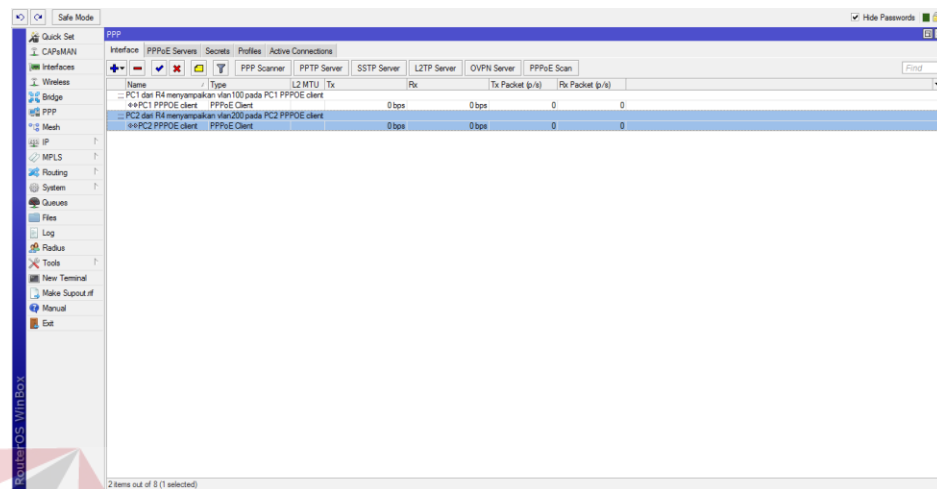 Safe Mode
Hide Passwords
Quick Set
CAPsMAN
Interfaces
Wireless
Bridge
PPP
Mesh
IP
MPLS
Routing
System
Queues
Files
Log
Radius
Tools
New Terminal
Make Supout.rif
Manual
Exit
RouterOS WinBox
PPP
Interface PPPoE Servers Secrets Profiles Active Connections
PPP Scanner PPTP Server SSTP Server L2TP Server OVPN Server PPPoE Scan Find
Name / Type L2 MTU Tx Rx Tx Packet (p/s) Rx Packet (p/s)
::: PC1 dari R4 menyampaikan vlan100 pada PC1 PPPOE client
PC1 PPPOE client PPPoE Client 0 bps 0 bps 0 0
::: PC2 dari R4 menyampaikan vlan200 pada PC2 PPPOE client
PC2 PPPOE client PPPoE Client 0 bps 0 bps 0 0
2 items out of 8 (1 selected)